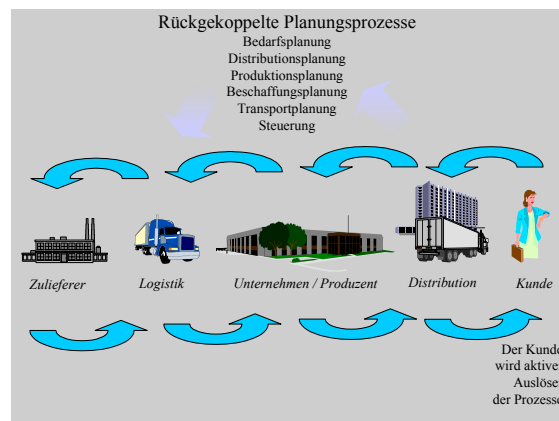 Rückgekoppelte Planungsprozesse
Bedarfsplanung
Distributionsplanung
Produktionsplanung
Beschaffungsplanung
Transportplanung
Steuerung
Zulieferer
Logistik
Unternehmen / Produzent
Distribution
Kunde
Der Kunde
wird aktiver
Auslöser
der Prozesse